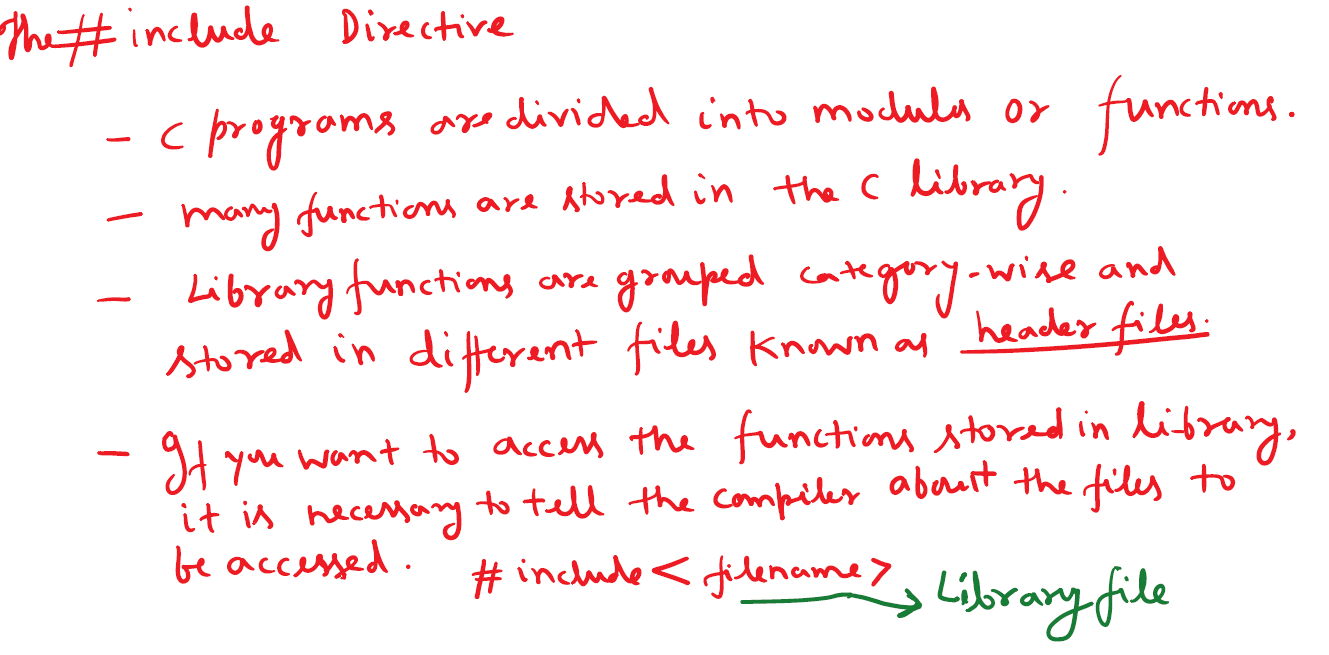 The #include Directive
- C programs are divided into modules or functions.
- many functions are stored in the C library.
- Library functions are grouped category-wise and
stored in different files known as header files.
- If you want to access the functions stored in library,
it is necessary to tell the compiler about the files to
be accessed. #include < filename >
Library file